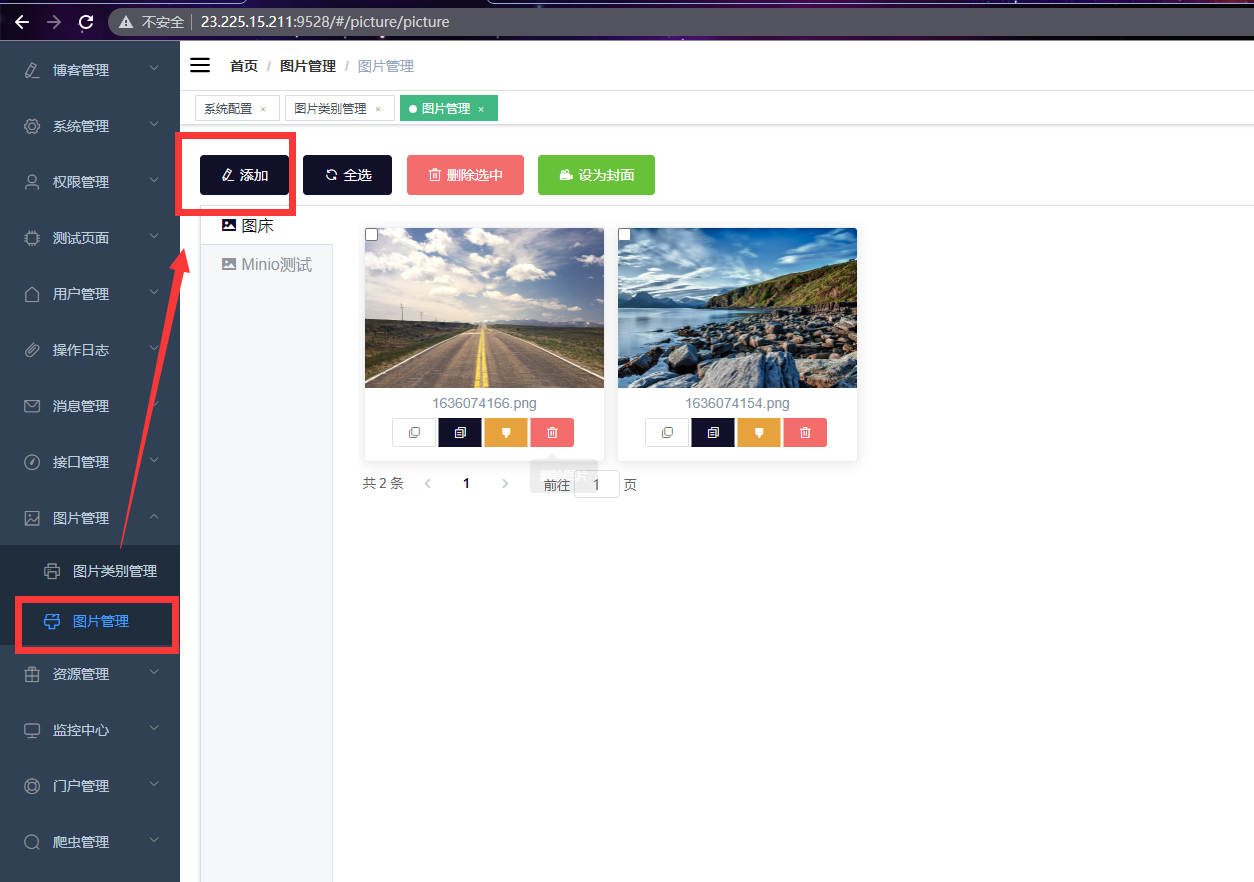 不安全 23.225.15.211:9528/#/picture/picture
博客管理
系统管理
权限管理
测试页面
用户管理
操作日志
消息管理
接口管理
图片管理
图片类别管理
图片管理
资源管理
监控中心
门户管理
爬虫管理
首页 / 图片管理 / 图片管理
系统配置 × 图片类别管理 × 图片管理 ×
添加 全选 删除选中 设为封面
图床
Minio测试
1636074166.png 1636074154.png
共 2 条 1 前往 1 页